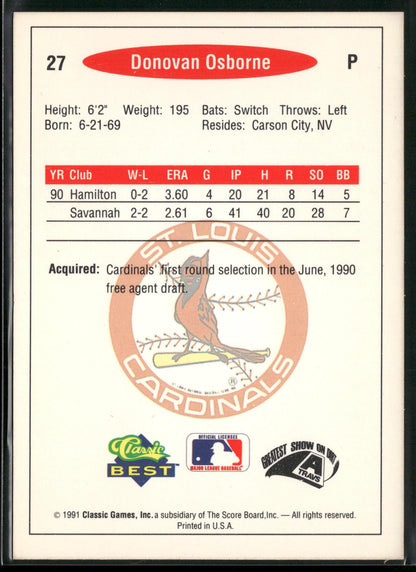 27 Donovan Osborne P
Height: 6'2" Weight: 195 Bats: Switch Throws: Left
Born: 6-21-69 Resides: Carson City, NV
YR Club W-L ERA G IP H R SO BB
90 Hamilton 0-2 3.60 4 20 21 8 14 5
Savannah 2-2 2.61 6 41 40 20 28 7
ST. LOUIS
Acquired: Cardinals' first round selection in the June, 1990
free agent draft.
CARDINALS
®
Classic
BEST
OFFICIAL LICENSEE
MAJOR LEAGUE BASEBALL
A
TRAVS
© 1991 Classic Games, Inc. a subsidiary of The Score Board, Inc. — All rights reserved.
Printed in U.S.A.